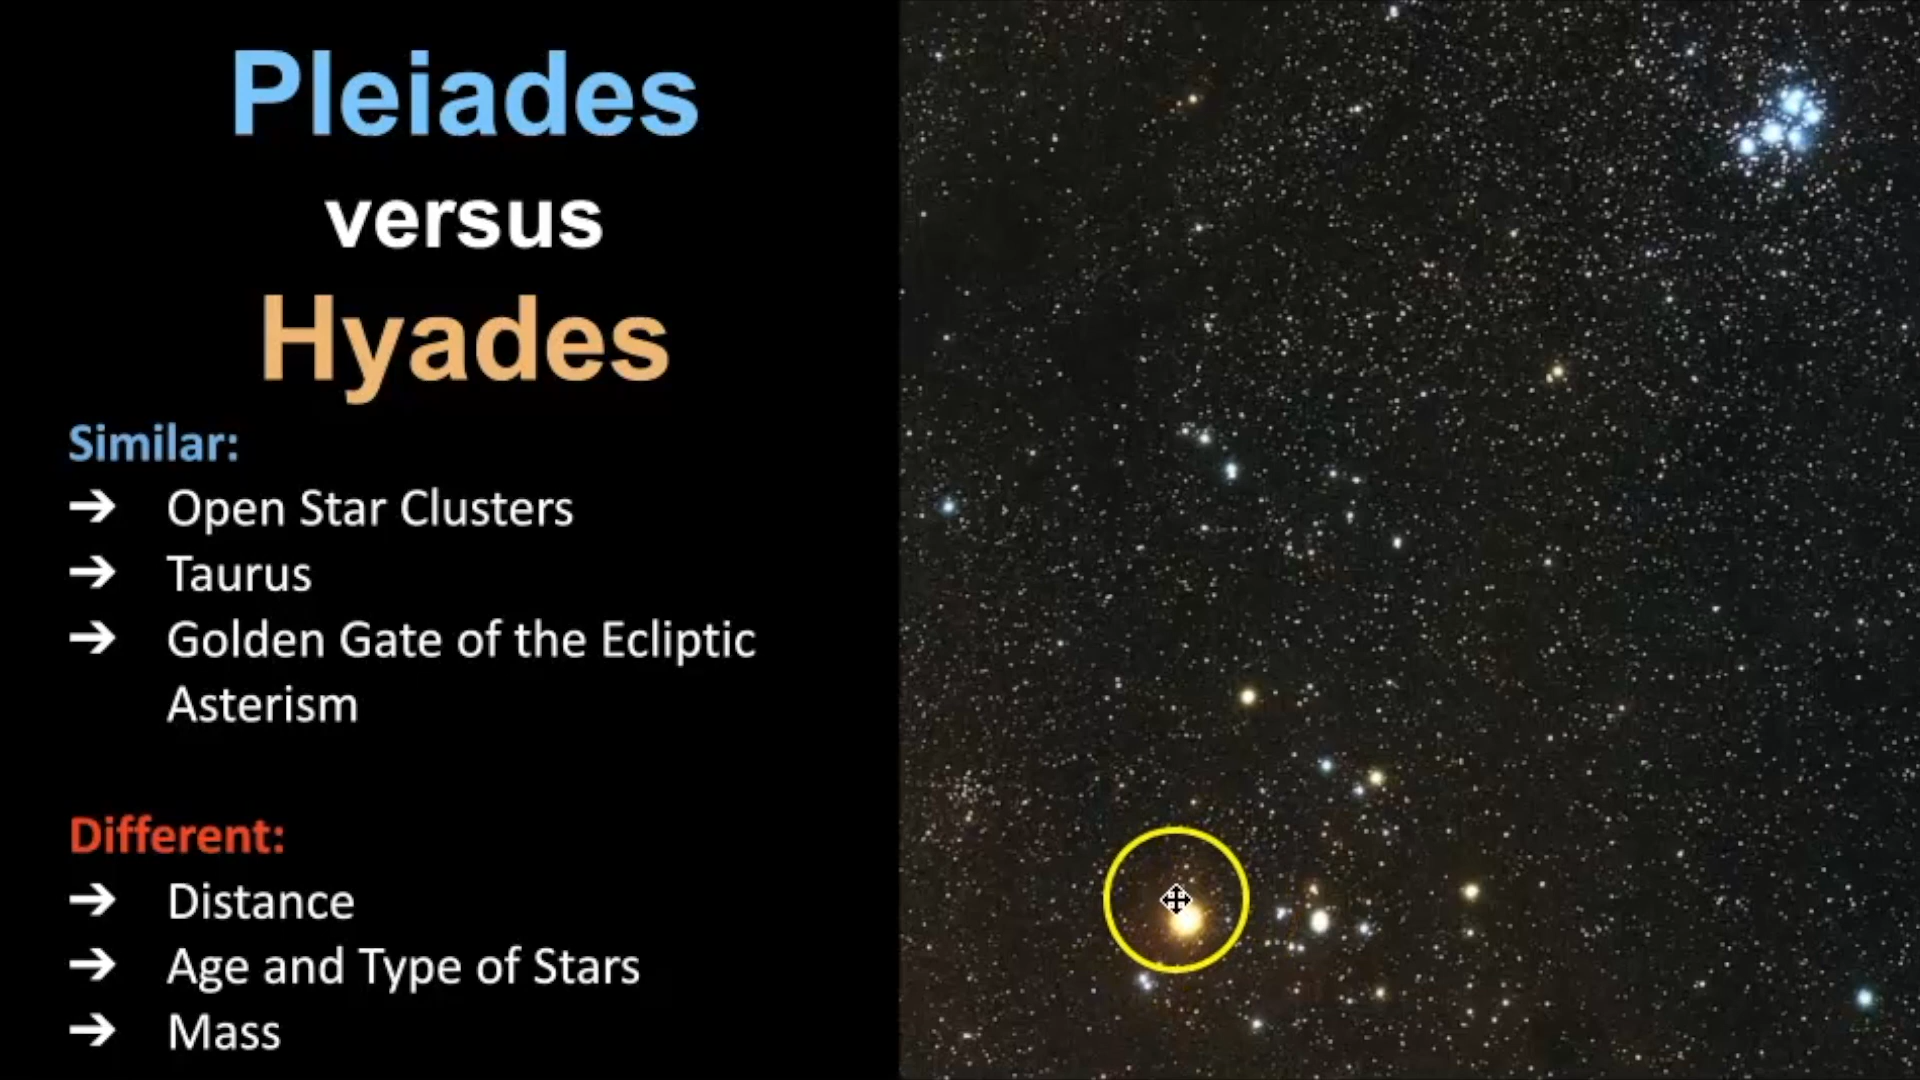 Pleiades
versus
Hyades
Similar:
➔ Open Star Clusters
➔ Taurus
➔ Golden Gate of the Ecliptic
Asterism
Different:
➔ Distance
➔ Age and Type of Stars
➔ Mass